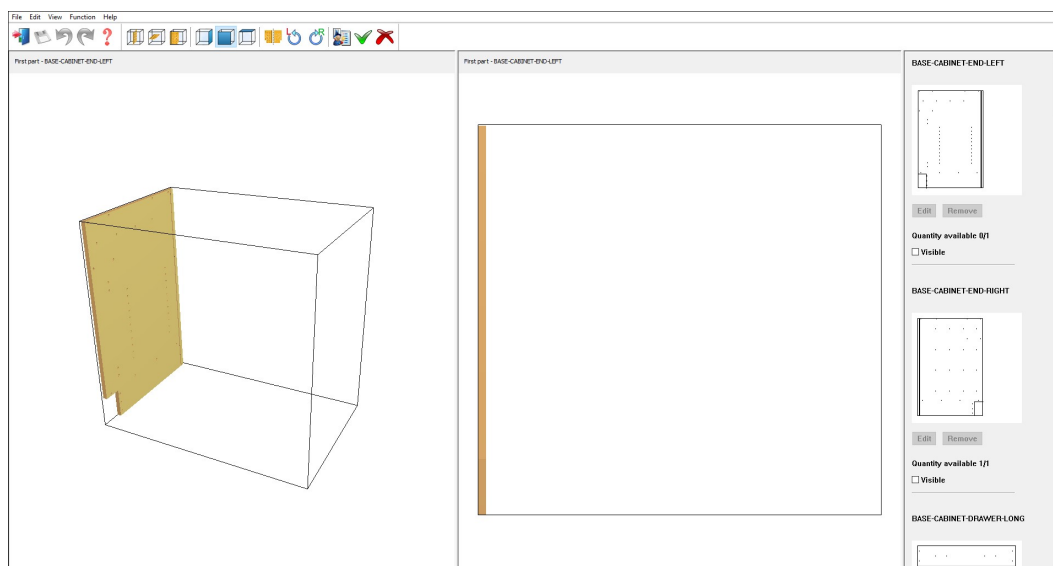 File Edit View Function Help
First part - BASE-CABINET-END-LEFT
First part - BASE-CABINET-END-LEFT
BASE-CABINET-END-LEFT
Edit Remove
Quantity available 0/1
Visible
BASE-CABINET-END-RIGHT
Edit Remove
Quantity available 1/1
Visible
BASE-CABINET-DRAWER-LONG